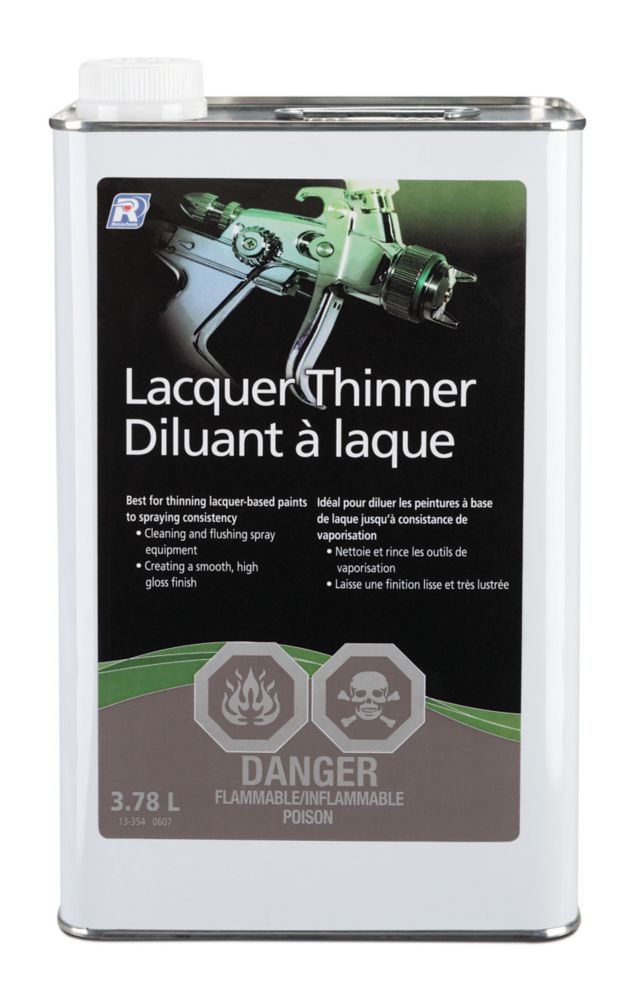 R
Recochem
Lacquer Thinner
Diluant à laque
Best for thinning lacquer-based paints
to spraying consistency
• Cleaning and flushing spray
equipment
• Creating a smooth, high
gloss finish
Idéal pour diluer les peintures à base
de laque jusqu'à consistance de
vaporisation
• Nettoie et rince les outils de
vaporisation
• Laisse une finition lisse et très lustrée
DANGER
FLAMMABLE/INFLAMMABLE
POISON
3.78 L
13-354 0607